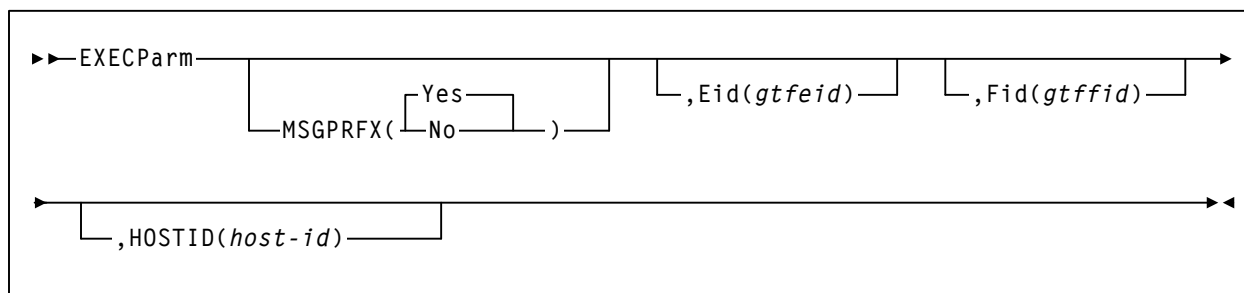 EXECParm
MSGPRFX( Yes )
No
,Eid(gtfeid)
,Fid(gtffid)
,HOSTID(host-id)